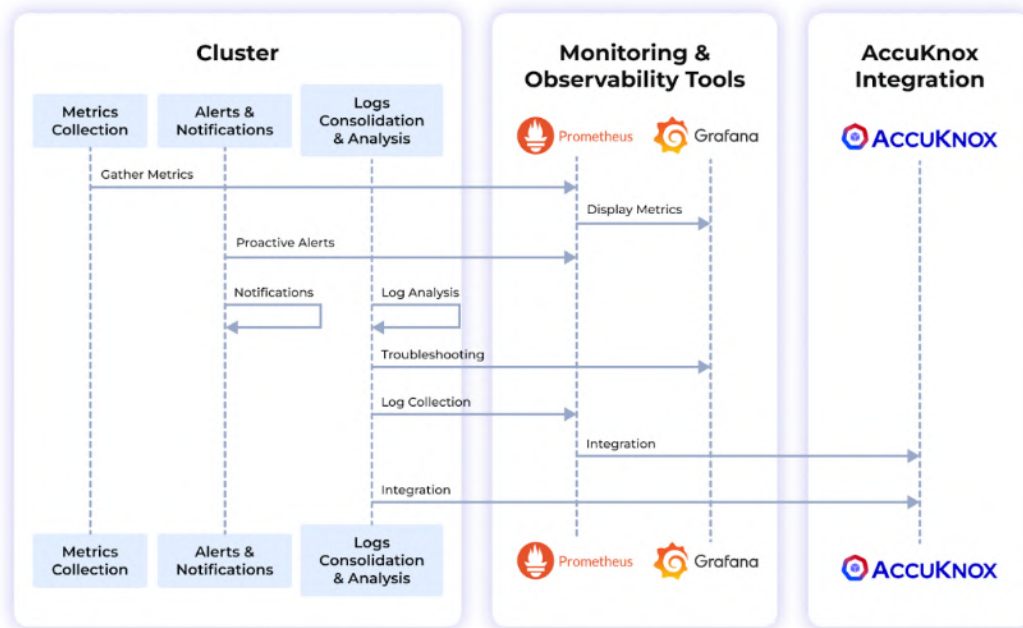 Cluster
Monitoring &
Observability Tools
AccuKnox
Integration
Metrics
Collection
Alerts &
Notifications
Logs
Consolidation
& Analysis
Prometheus
Grafana
ACCUKNOX
Gather Metrics
Display Metrics
Proactive Alerts
Notifications
Log Analysis
Troubleshooting
Log Collection
Integration
Integration
Metrics
Collection
Alerts &
Notifications
Logs
Consolidation
& Analysis
Prometheus
Grafana
ACCUKNOX